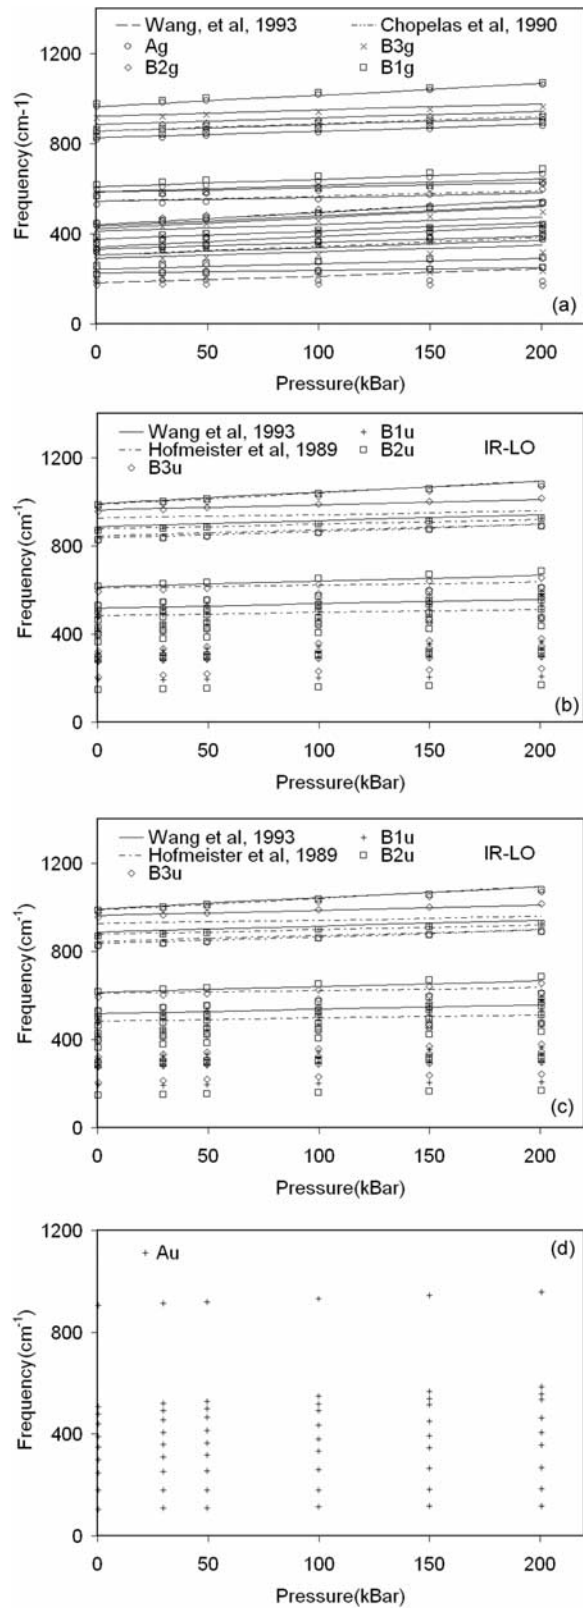 Wang, et al, 1993 Chopelas et al, 1990
Ag B3g
B2g B1g
1200
800
400
0
Frequency(cm-1)
(a)
0 50 100 150 200
Pressure(kBar)
Wang et al, 1993 B1u
Hofmeister et al, 1989 B2u IR-LO
B3u
1200
800
400
0
Frequency(cm-1)
(b)
0 50 100 150 200
Pressure(kBar)
Wang et al, 1993 B1u
Hofmeister et al, 1989 B2u IR-LO
B3u
1200
800
400
0
Frequency(cm-1)
(c)
0 50 100 150 200
Pressure(kBar)
Au (d)
1200
800
400
0
Frequency(cm-1)
0 50 100 150 200
Pressure(kBar)